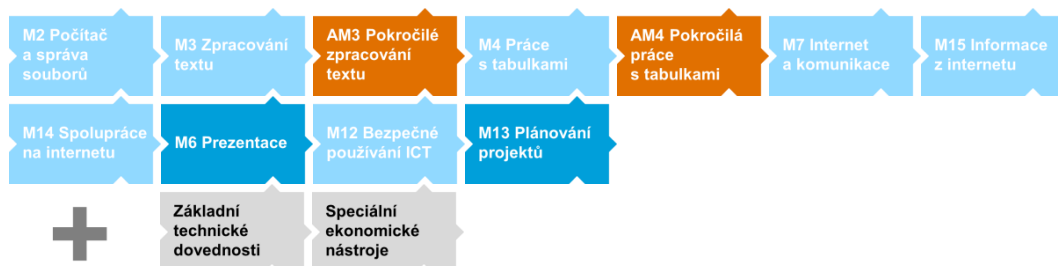 M2 Počítač
a správa
souborů
M3 Zpracování
textu
AM3 Pokročilé
zpracování
textu
M4 Práce
s tabulkami
AM4 Pokročilá
práce
s tabulkami
M7 Internet
a komunikace
M15 Informace
z internetu
M14 Spolupráce
na internetu
M6 Prezentace
M12 Bezpečné
používání ICT
M13 Plánování
projektů
Základní
technické
dovednosti
Speciální
ekonomické
nástroje